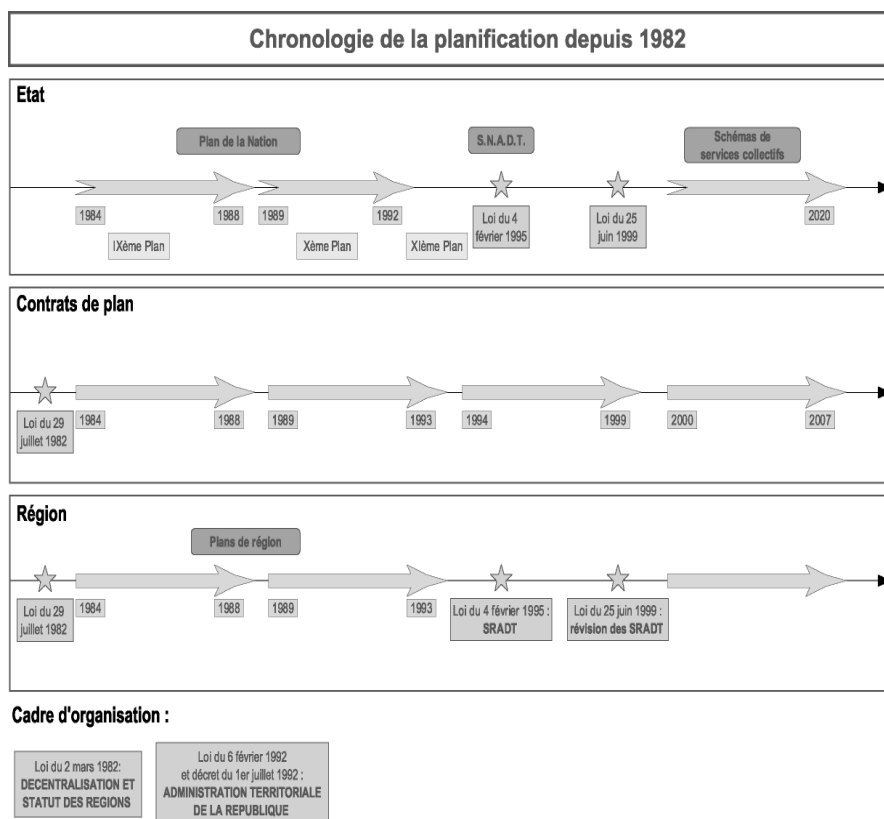 Chronologie de la planification depuis 1982
Etat
Plan de la Nation
S.N.A.D.T.
Schémas de
services collectifs
1984
1988
1989
1992
Loi du 4
février 1995
Loi du 25
juin 1999
2020
IXème Plan
Xème Plan
XIème Plan
Contrats de plan
Loi du 29
juillet 1982
1984
1988
1989
1993
1994
1999
2000
2007
Région
Plans de région
Loi du 29
juillet 1982
1984
1988
1989
1993
Loi du 4 février 1995 :
SRADT
Loi du 25 juin 1999 :
révision des SRADT
Cadre d'organisation :
Loi du 2 mars 1982:
DECENTRALISATION ET
STATUT DES REGIONS
Loi du 6 février 1992
et décret du 1er juillet 1992 :
ADMINISTRATION TERRITORIALE
DE LA REPUBLIQUE